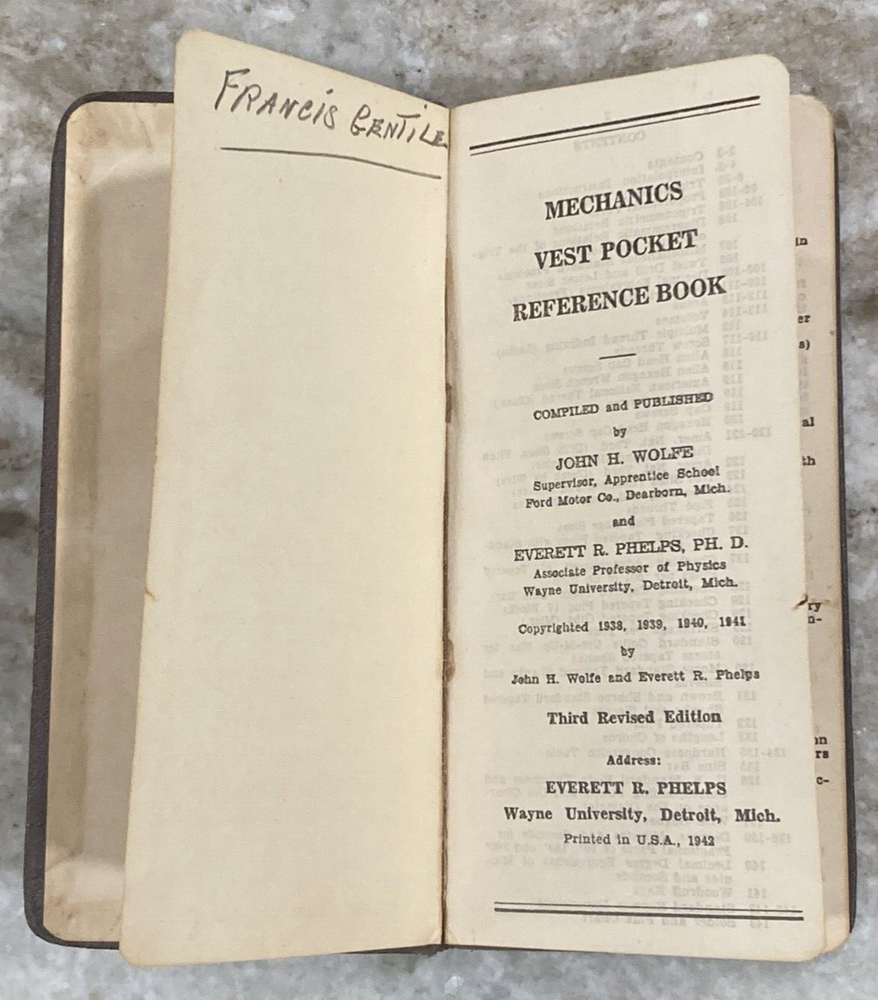 FRANCIS GENTILE
MECHANICS
VEST POCKET
REFERENCE BOOK
COMPILED and PUBLISHED
by
JOHN H. WOLFE
Supervisor, Apprentice School
Ford Motor Co., Dearborn, Mich.
and
EVERETT R. PHELPS, PH. D.
Associate Professor of Physics
Wayne University, Detroit, Mich.
Copyrighted 1938, 1939, 1940, 1941
by
John H. Wolfe and Everett R. Phelps
Third Revised Edition
Address:
EVERETT R. PHELPS
Wayne University, Detroit, Mich.
Printed in U.S.A., 1942